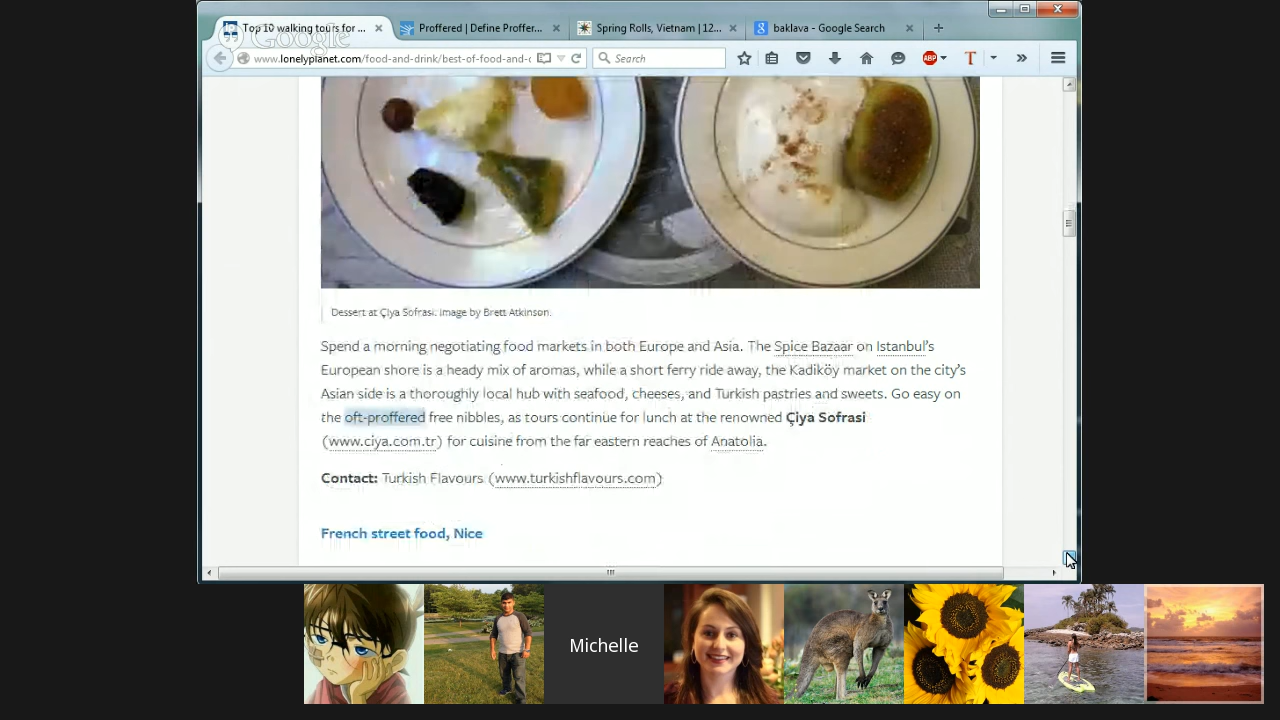 Top 10 walking tours for ...
Proffered | Define Proffer...
Spring Rolls, Vietnam | 12...
baklava - Google Search
Google
www.lonelyplanet.com/food-and-drink/best-of-food-and-c
Search
ABP
T
Dessert at Çiya Sofrasi. Image by Brett Atkinson.
Spend a morning negotiating food markets in both Europe and Asia. The Spice Bazaar on Istanbul's
European shore is a heady mix of aromas, while a short ferry ride away, the Kadiköy market on the city's
Asian side is a thoroughly local hub with seafood, cheeses, and Turkish pastries and sweets. Go easy on
the oft-proffered free nibbles, as tours continue for lunch at the renowned Çiya Sofrasi
(www.ciya.com.tr) for cuisine from the far eastern reaches of Anatolia.
Contact: Turkish Flavours (www.turkishflavours.com)
French street food, Nice
Michelle